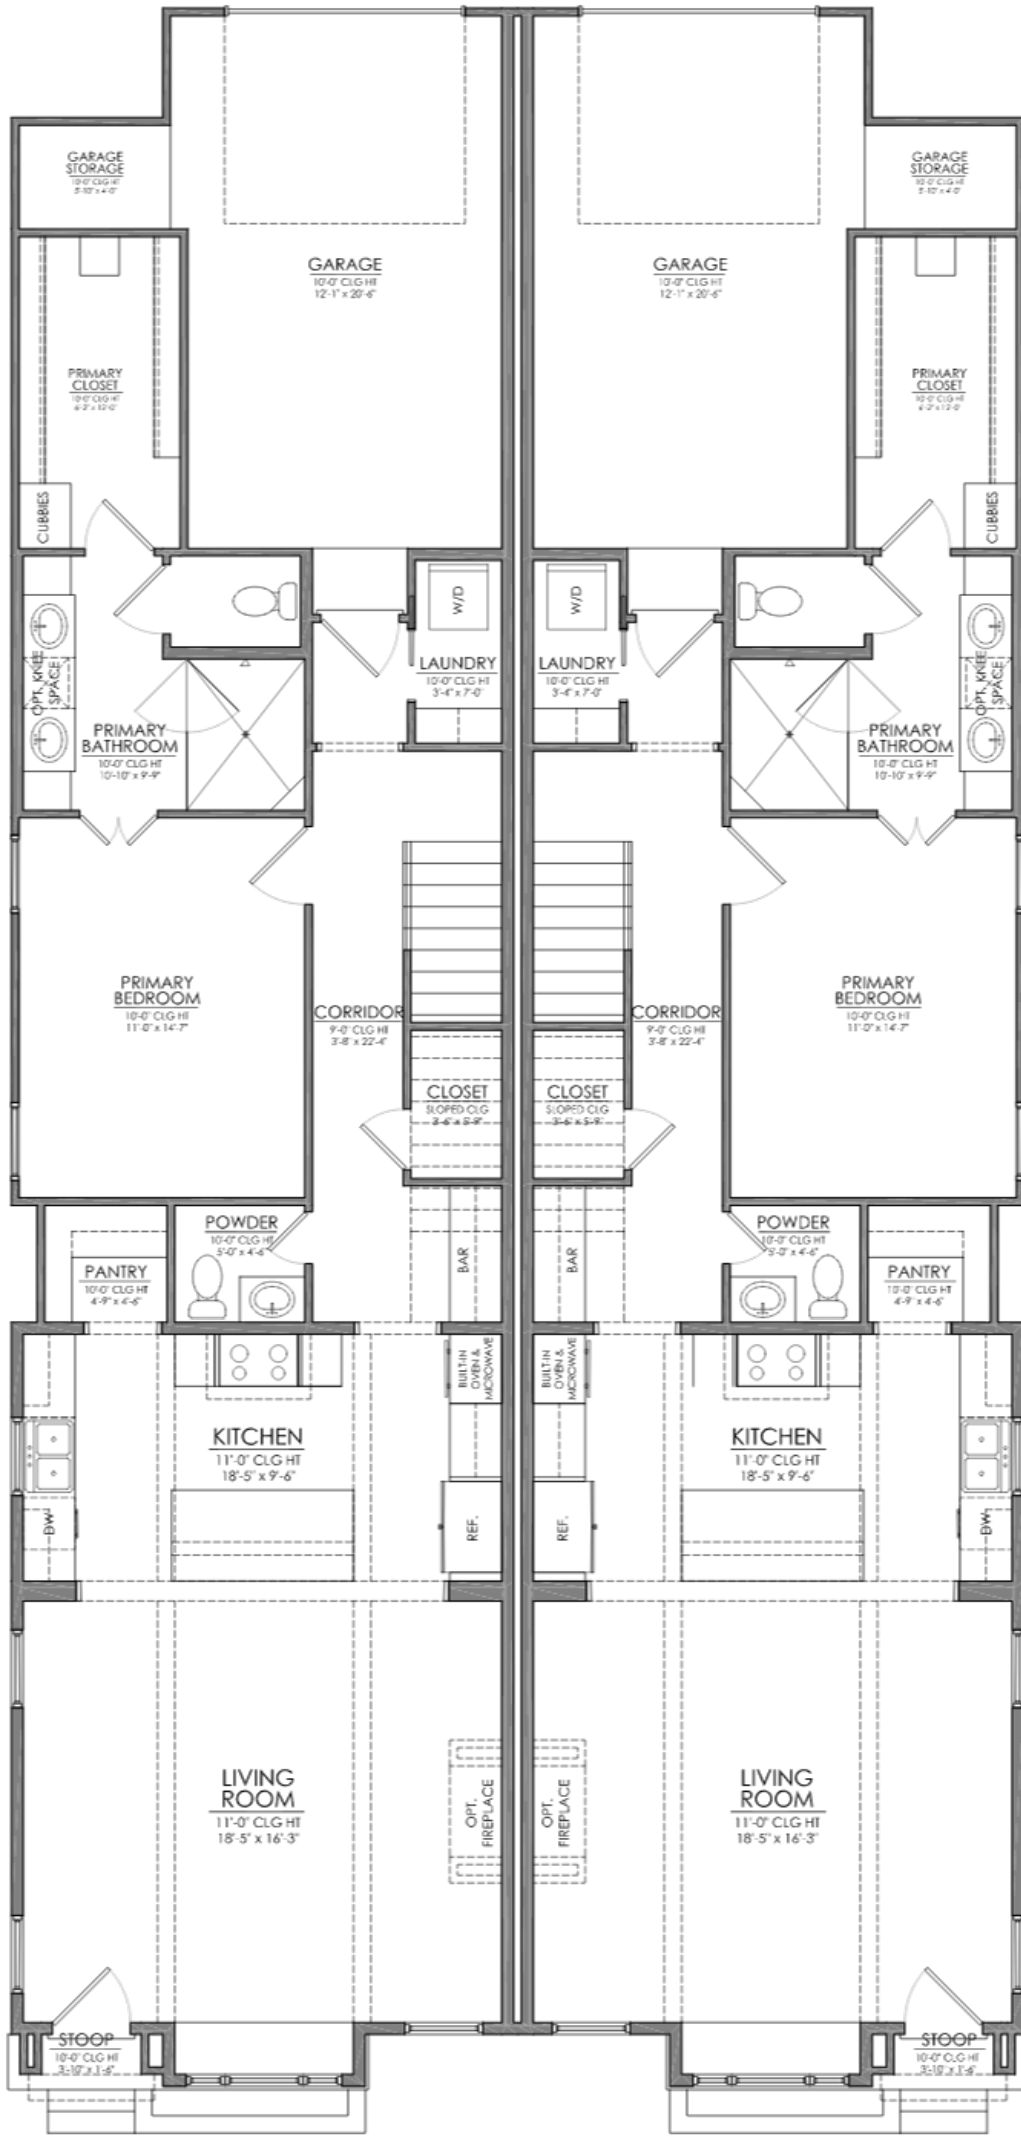 GARAGE
STORAGE
10'-0" CLG HT
5'-10" x 4'-0"
GARAGE
STORAGE
10'-0" CLG HT
5'-10" x 4'-0"
GARAGE
10'-0" CLG HT
12'-1" x 20'-6"
GARAGE
10'-0" CLG HT
12'-1" x 20'-6"
PRIMARY
CLOSET
10'-0" CLG HT
6'-2" x 12'-0"
PRIMARY
CLOSET
10'-0" CLG HT
6'-2" x 12'-0"
CUBBIES
CUBBIES
W/D
W/D
OPT. KNEE
SPACE
LAUNDRY
10'-0" CLG HT
3'-4" x 7'-0"
LAUNDRY
10'-0" CLG HT
3'-4" x 7'-0"
OPT. KNEE
SPACE
PRIMARY
BATHROOM
10'-0" CLG HT
10'-10" x 9'-9"
PRIMARY
BATHROOM
10'-0" CLG HT
10'-10" x 9'-9"
PRIMARY
BEDROOM
10'-0" CLG HT
11'-0" x 14'-7"
CORRIDOR
9'-0" CLG HT
3'-8" x 22'-4"
CORRIDOR
9'-0" CLG HT
3'-8" x 22'-4"
PRIMARY
BEDROOM
10'-0" CLG HT
11'-0" x 14'-7"
CLOSET
SLOPED CLG
3'-6" x 5'-9"
CLOSET
SLOPED CLG
3'-6" x 5'-9"
POWDER
10'-0" CLG HT
5'-0" x 4'-6"
POWDER
10'-0" CLG HT
5'-0" x 4'-6"
PANTRY
10'-0" CLG HT
4'-9" x 4'-6"
BAR
BAR
PANTRY
10'-0" CLG HT
4'-9" x 4'-6"
BUILT-IN
OVEN &
MICROWAVE
BUILT-IN
OVEN &
MICROWAVE
KITCHEN
11'-0" CLG HT
18'-5" x 9'-6"
KITCHEN
11'-0" CLG HT
18'-5" x 9'-6"
DW
REF.
REF.
DW
LIVING
ROOM
11'-0" CLG HT
18'-5" x 16'-3"
OPT.
FIREPLACE
OPT.
FIREPLACE
LIVING
ROOM
11'-0" CLG HT
18'-5" x 16'-3"
STOOP
10'-0" CLG HT
3'-10" x 1'-6"
STOOP
10'-0" CLG HT
3'-10" x 1'-6"